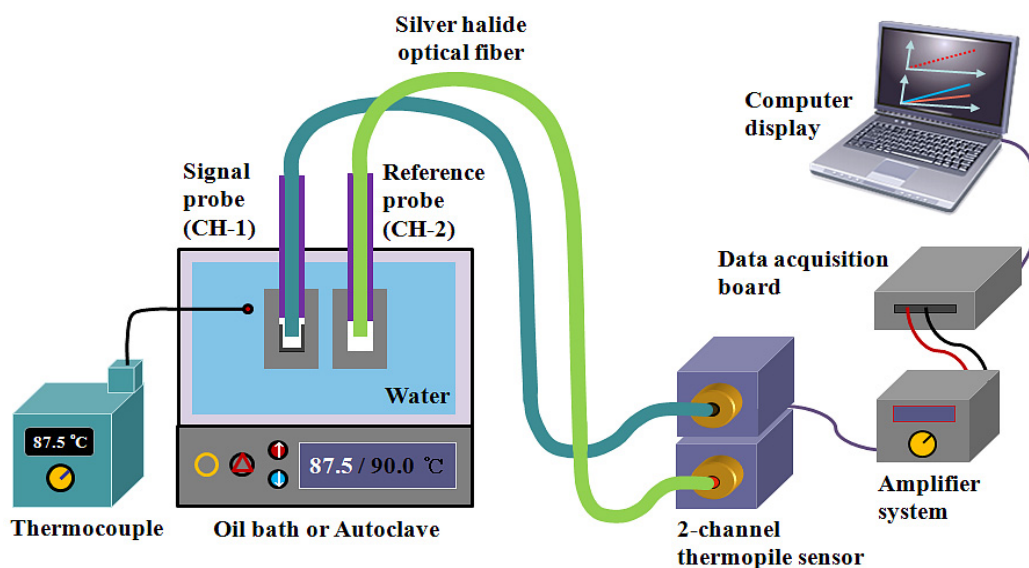 Silver halide
optical fiber
Computer
display
Signal
probe
(CH-1)
Reference
probe
(CH-2)
Data acquisition
board
Water
87.5 ℃
87.5 / 90.0 ℃
Thermocouple
Oil bath or Autoclave
2-channel
thermopile sensor
Amplifier
system